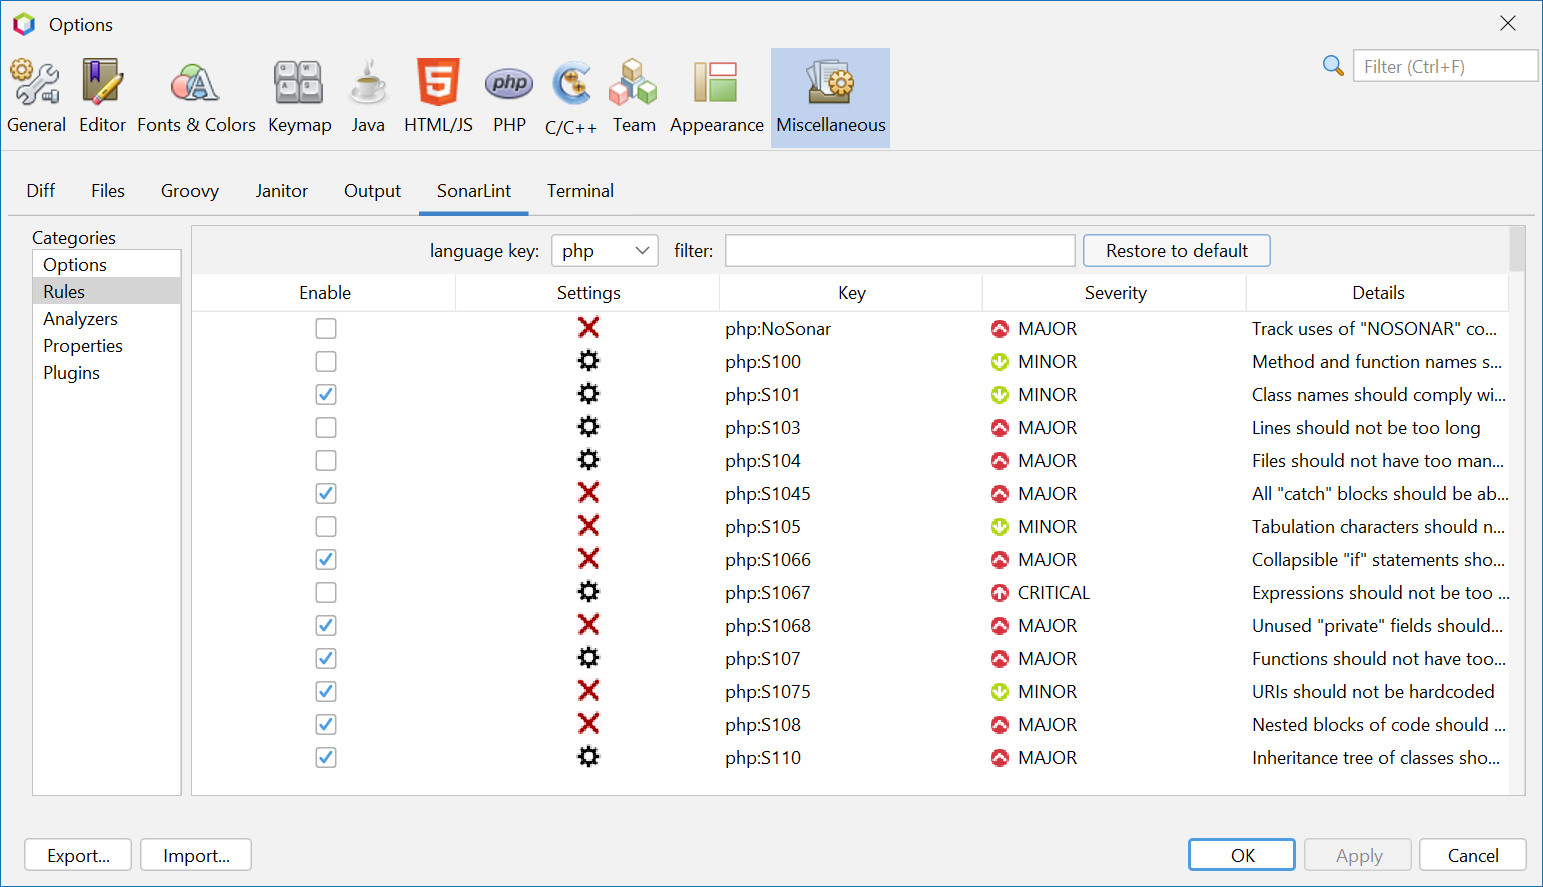 Options
Filter (Ctrl+F)
General Editor Fonts & Colors Keymap Java HTML/JS PHP C/C++ Team Appearance Miscellaneous
Diff Files Groovy Janitor Output SonarLint Terminal
Categories
Options
Rules
Analyzers
Properties
Plugins
language key: php filter: Restore to default
Enable Settings Key Severity Details
php:NoSonar MAJOR Track uses of "NOSONAR" co...
php:S100 MINOR Method and function names s...
php:S101 MINOR Class names should comply wi...
php:S103 MAJOR Lines should not be too long
php:S104 MAJOR Files should not have too man...
php:S1045 MAJOR All "catch" blocks should be ab...
php:S105 MINOR Tabulation characters should n...
php:S1066 MAJOR Collapsible "if" statements sho...
php:S1067 CRITICAL Expressions should not be too ...
php:S1068 MAJOR Unused "private" fields should...
php:S107 MAJOR Functions should not have too...
php:S1075 MINOR URIs should not be hardcoded
php:S108 MAJOR Nested blocks of code should ...
php:S110 MAJOR Inheritance tree of classes sho...
Export... Import... OK Apply Cancel